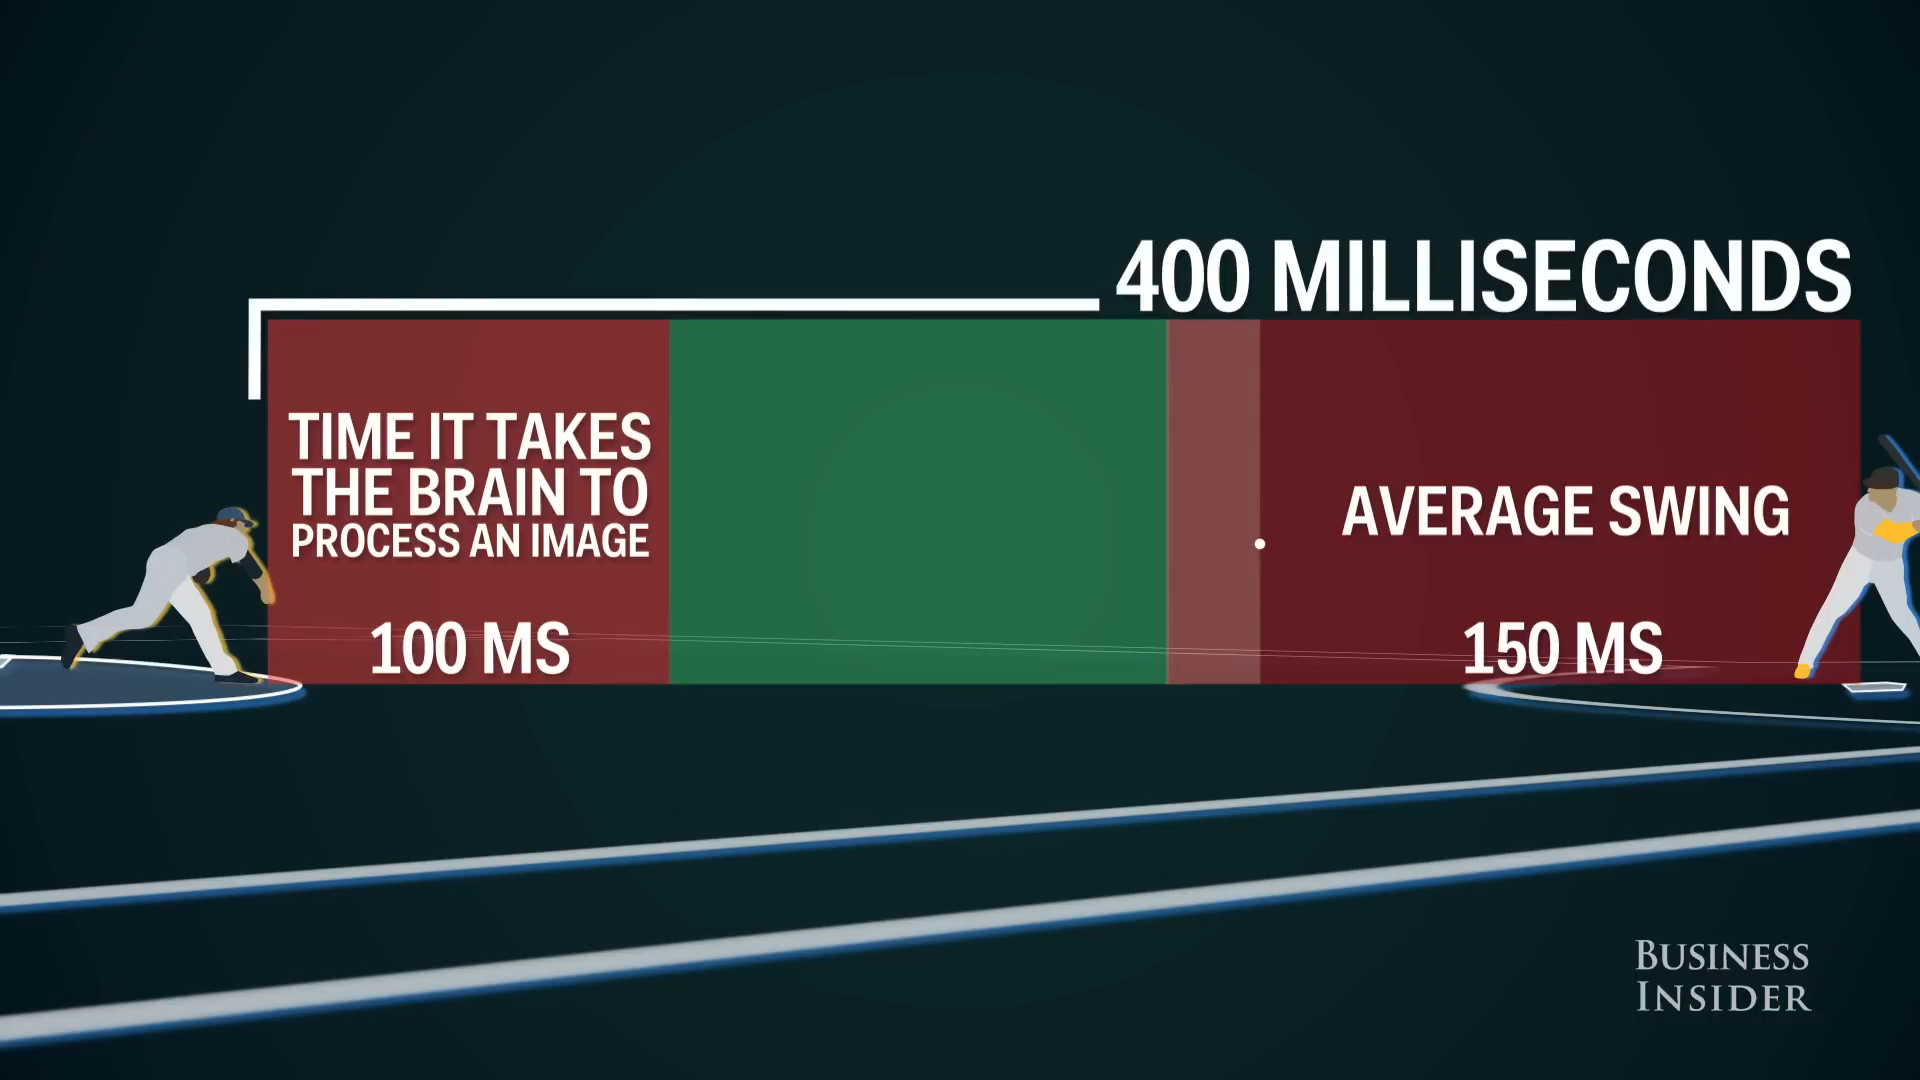 400 MILLISECONDS
TIME IT TAKES
THE BRAIN TO
PROCESS AN IMAGE
100 MS
AVERAGE SWING
150 MS
BUSINESS
INSIDER